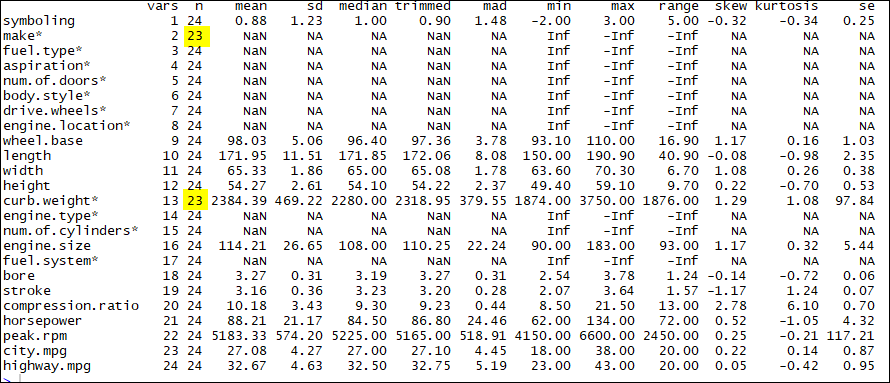 vars n mean sd median trimmed mad min max range skew kurtosis se
symboling 1 24 0.88 1.23 1.00 0.90 1.48 -2.00 3.00 5.00 -0.32 -0.34 0.25
make* 2 23 NaN NA NA NaN NA Inf -Inf -Inf NA NA NA
fuel.type* 3 24 NaN NA NA NaN NA Inf -Inf -Inf NA NA NA
aspiration* 4 24 NaN NA NA NaN NA Inf -Inf -Inf NA NA NA
num.of.doors* 5 24 NaN NA NA NaN NA Inf -Inf -Inf NA NA NA
body.style* 6 24 NaN NA NA NaN NA Inf -Inf -Inf NA NA NA
drive.wheels* 7 24 NaN NA NA NaN NA Inf -Inf -Inf NA NA NA
engine.location* 8 24 NaN NA NA NaN NA Inf -Inf -Inf NA NA NA
wheel.base 9 24 98.03 5.06 96.40 97.36 3.78 93.10 110.00 16.90 1.17 0.16 1.03
length 10 24 171.95 11.51 171.85 172.06 8.08 150.00 190.90 40.90 -0.08 -0.98 2.35
width 11 24 65.33 1.86 65.00 65.08 1.78 63.60 70.30 6.70 1.08 0.26 0.38
height 12 24 54.27 2.61 54.10 54.22 2.37 49.40 59.10 9.70 0.22 -0.70 0.53
curb.weight* 13 23 2384.39 469.22 2280.00 2318.95 379.55 1874.00 3750.00 1876.00 1.29 1.08 97.84
engine.type* 14 24 NaN NA NA NaN NA Inf -Inf -Inf NA NA NA
num.of.cylinders* 15 24 NaN NA NA NaN NA Inf -Inf -Inf NA NA NA
engine.size 16 24 114.21 26.65 108.00 110.25 22.24 90.00 183.00 93.00 1.17 0.32 5.44
fuel.system* 17 24 NaN NA NA NaN NA Inf -Inf -Inf NA NA NA
bore 18 24 3.27 0.31 3.19 3.27 0.31 2.54 3.78 1.24 -0.14 -0.72 0.06
stroke 19 24 3.16 0.36 3.23 3.20 0.28 2.07 3.64 1.57 -1.17 1.24 0.07
compression.ratio 20 24 10.18 3.43 9.30 9.23 0.44 8.50 21.50 13.00 2.78 6.10 0.70
horsepower 21 24 88.21 21.17 84.50 86.80 24.46 62.00 134.00 72.00 0.52 -1.05 4.32
peak.rpm 22 24 5183.33 574.20 5225.00 5165.00 518.91 4150.00 6600.00 2450.00 0.25 -0.21 117.21
city.mpg 23 24 27.08 4.27 27.00 27.10 4.45 18.00 38.00 20.00 0.22 0.14 0.87
highway.mpg 24 24 32.67 4.63 32.50 32.75 5.19 23.00 43.00 20.00 0.05 -0.42 0.95